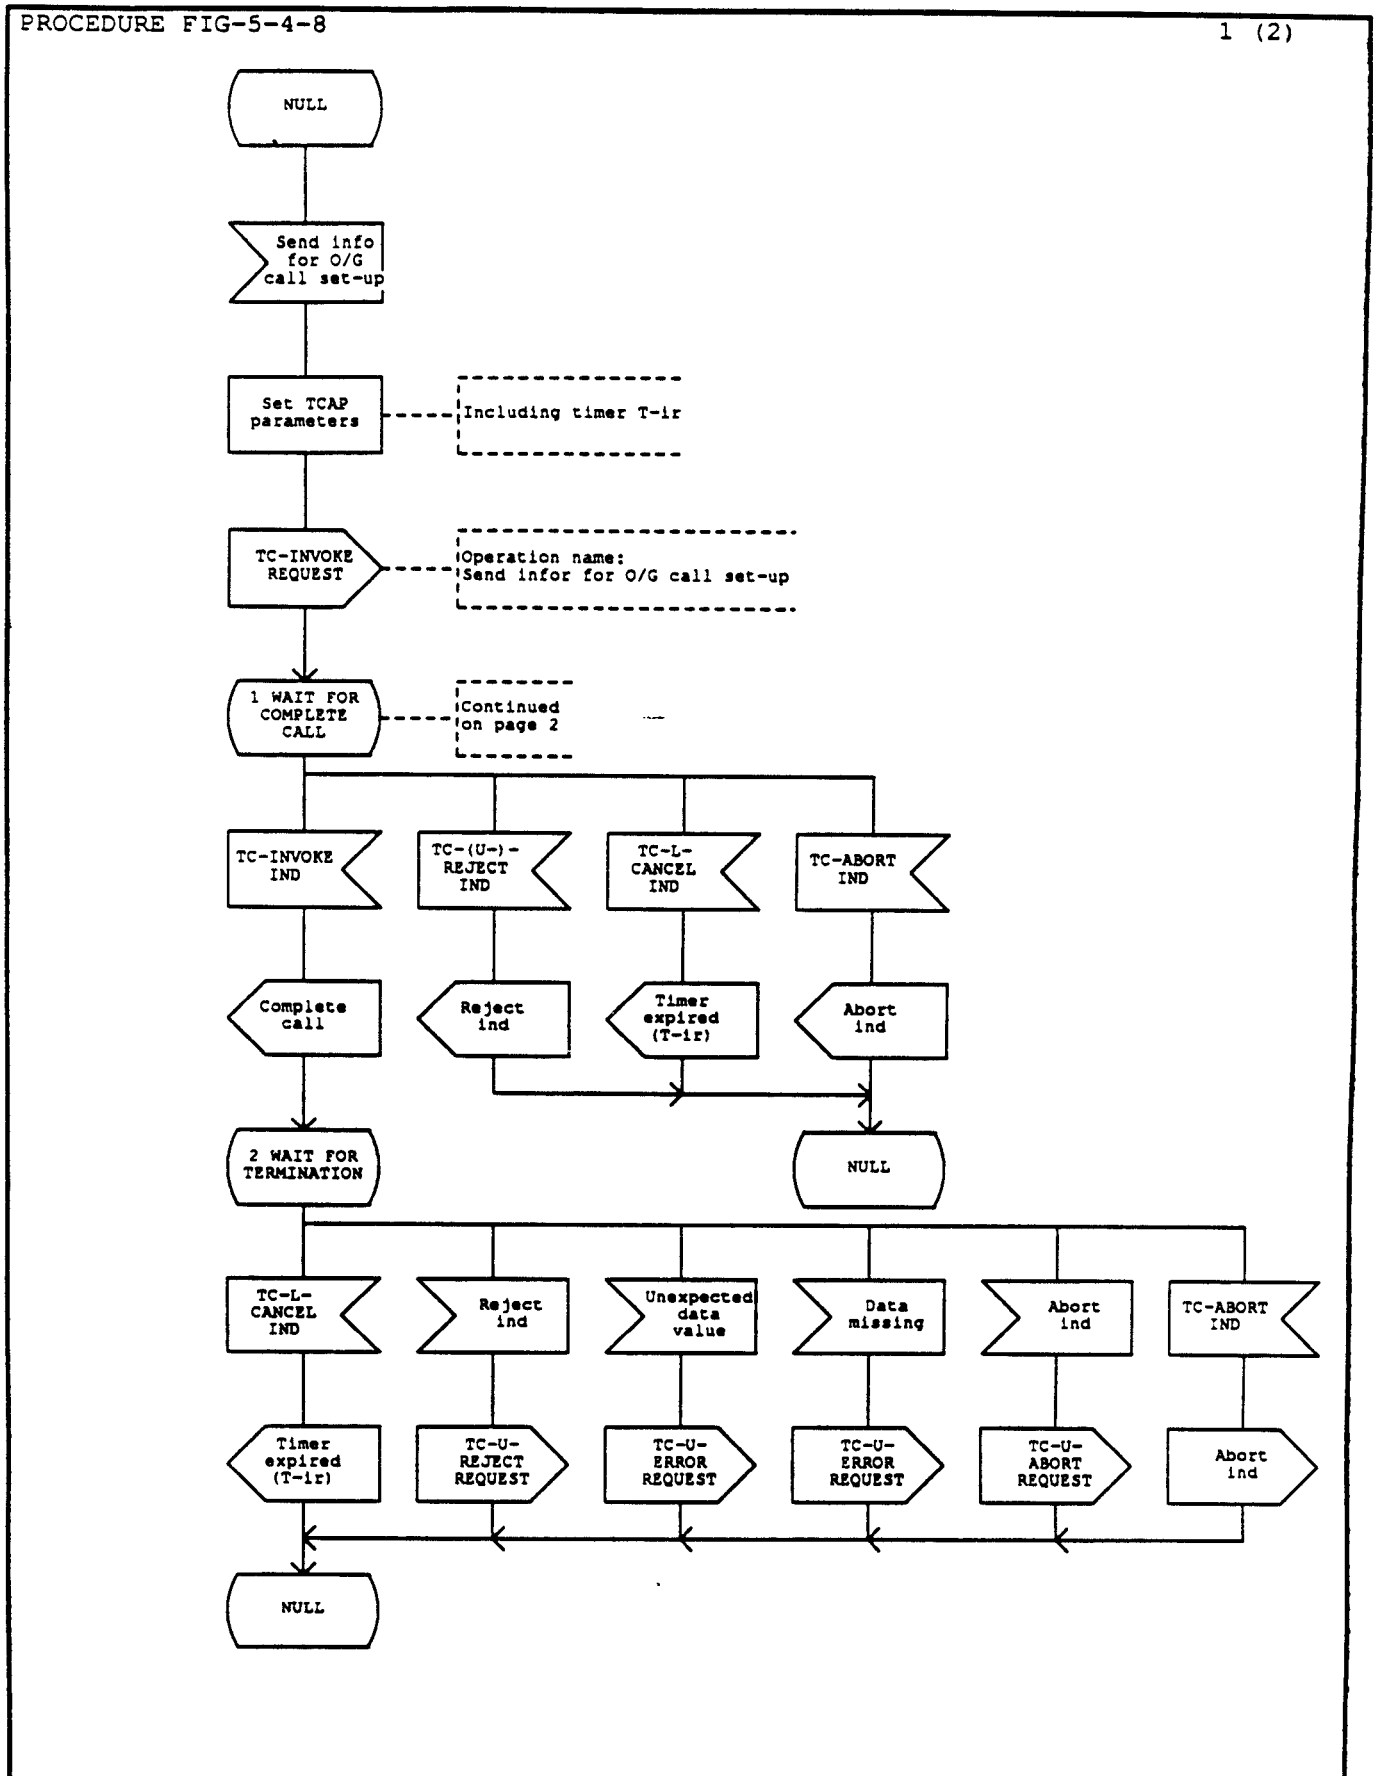 PROCEDURE FIG-5-4-8
1 (2)
NULL
Send info
for O/G
call set-up
Set TCAP
parameters
Including timer T-ir
TC-INVOKE
REQUEST
Operation name:
Send infor for O/G call set-up
1 WAIT FOR
COMPLETE
CALL
Continued
on page 2
TC-INVOKE
IND
TC-(U-)-
REJECT
IND
TC-L-
CANCEL
IND
TC-ABORT
IND
Complete
call
Reject
ind
Timer
expired
(T-ir)
Abort
ind
2 WAIT FOR
TERMINATION
NULL
TC-L-
CANCEL
IND
Reject
ind
Unexpected
data
value
Data
missing
Abort
ind
TC-ABORT
IND
Timer
expired
(T-ir)
TC-U-
REJECT
REQUEST
TC-U-
ERROR
REQUEST
TC-U-
ERROR
REQUEST
TC-U-
ABORT
REQUEST
Abort
ind
NULL